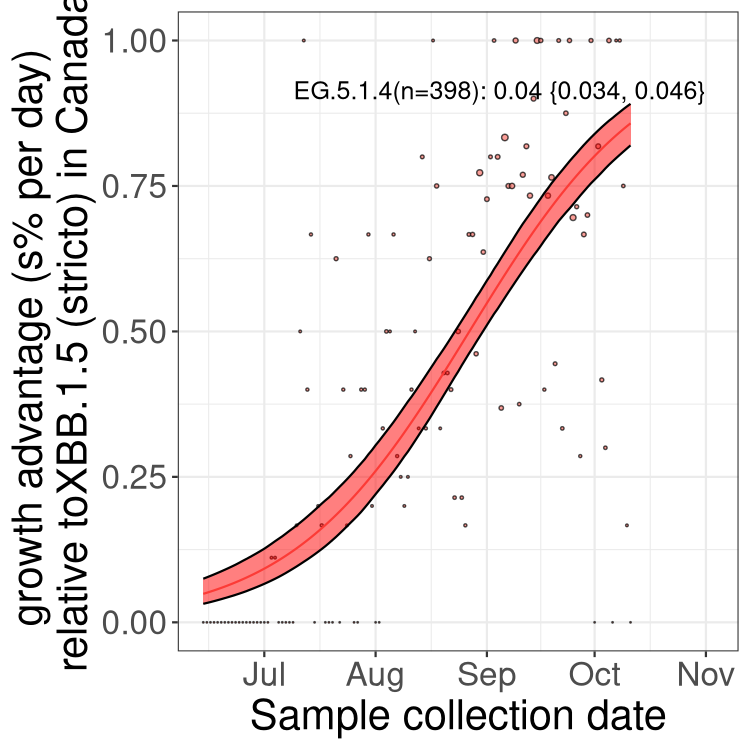 growth advantage (s% per day)
relative toXBB.1.5 (stricto) in Canada
1.00
0.75
0.50
0.25
0.00
EG.5.1.4(n=398): 0.04 {0.034, 0.046}
Jul
Aug
Sep
Oct
Nov
Sample collection date